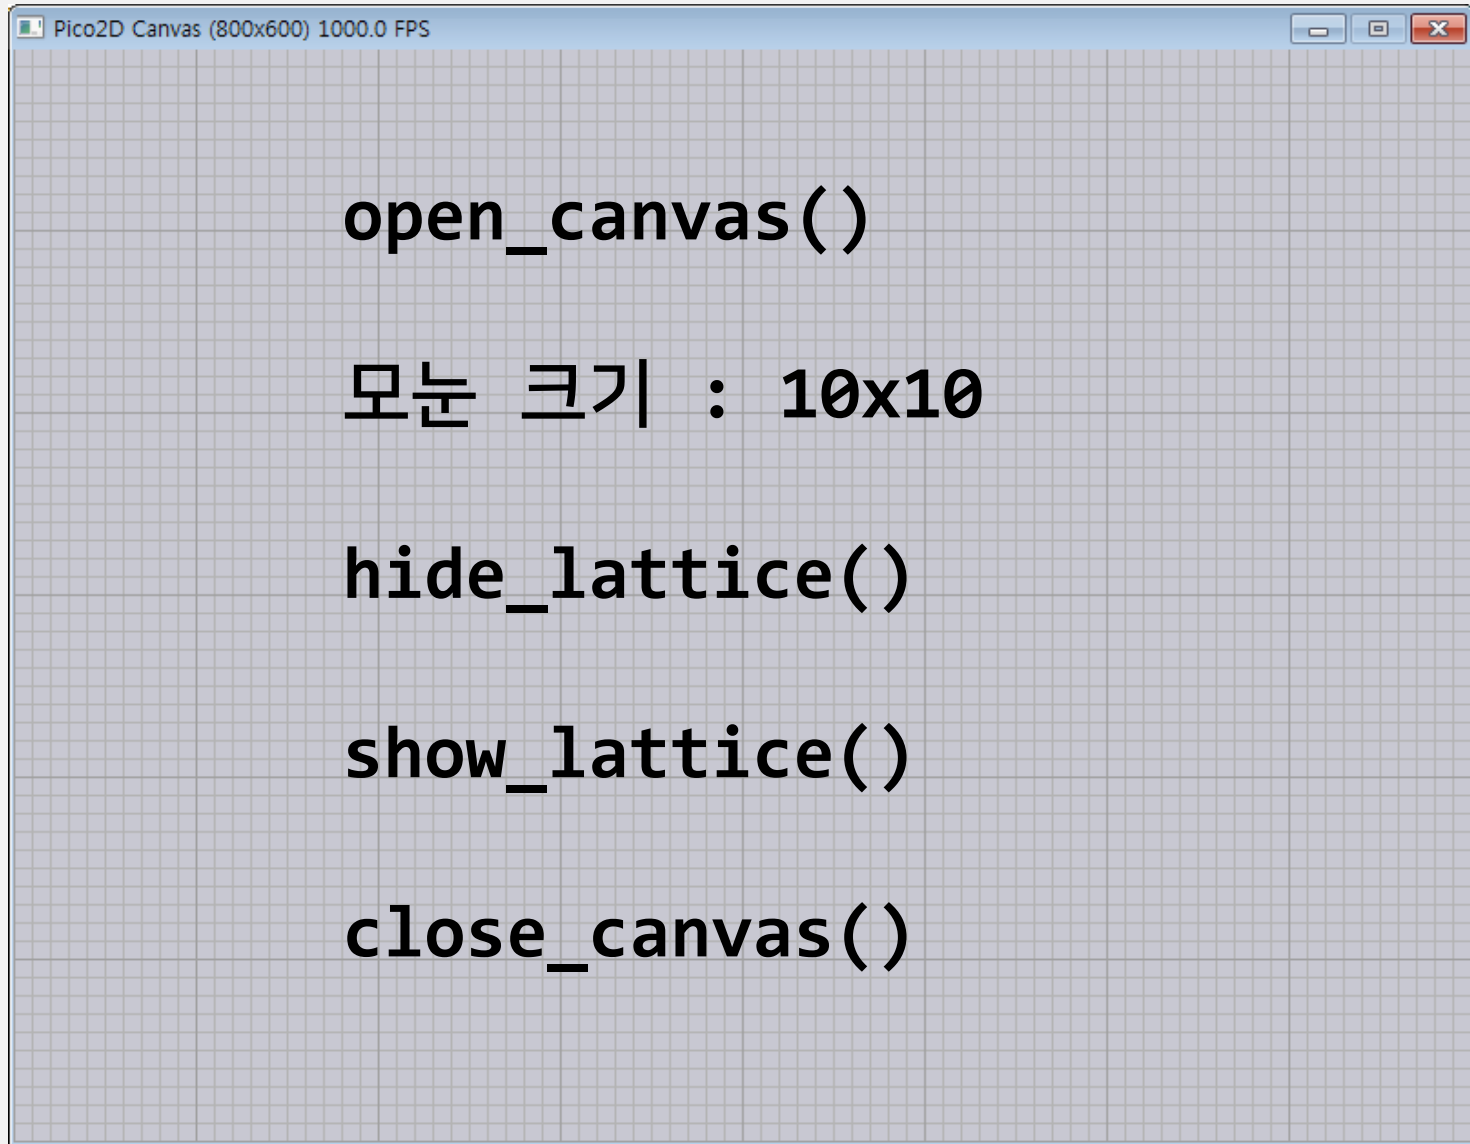 Pico2D Canvas (800x600) 1000.0 FPS
open_canvas()
모눈 크기 : 10x10
hide_lattice()
show_lattice()
close_canvas()